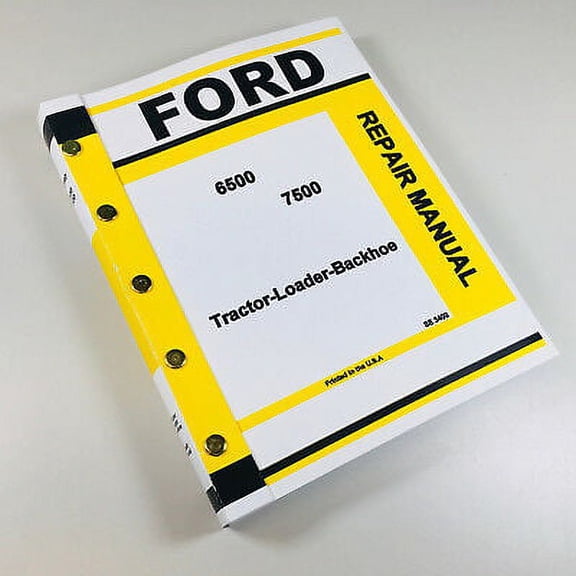 FORD
REPAIR MANUAL
6500
7500
Tractor-Loader-Backhoe
Printed in the U.S.A